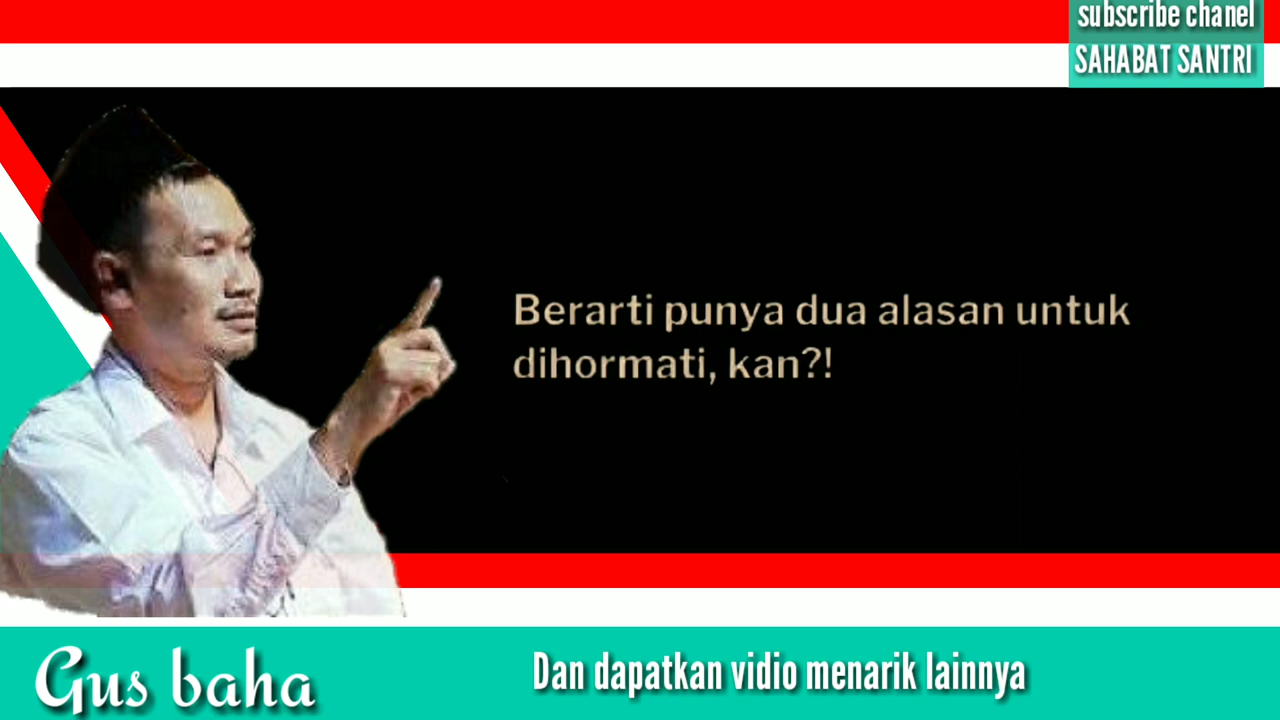 subscribe chanel
SAHABAT SANTRI
Berarti punya dua alasan untuk
dihormati, kan?!
Gus baha
Dan dapatkan vidio menarik lainnya